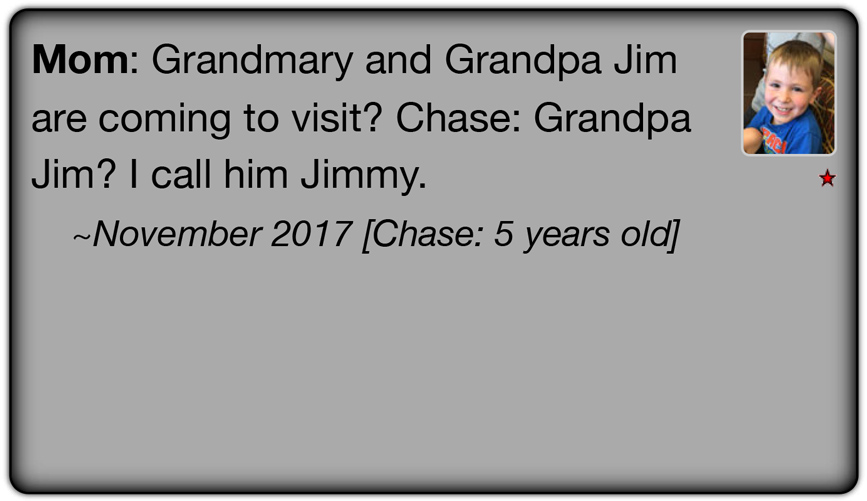 Mom: Grandmary and Grandpa Jim
are coming to visit? Chase: Grandpa
Jim? I call him Jimmy.
~November 2017 [Chase: 5 years old]